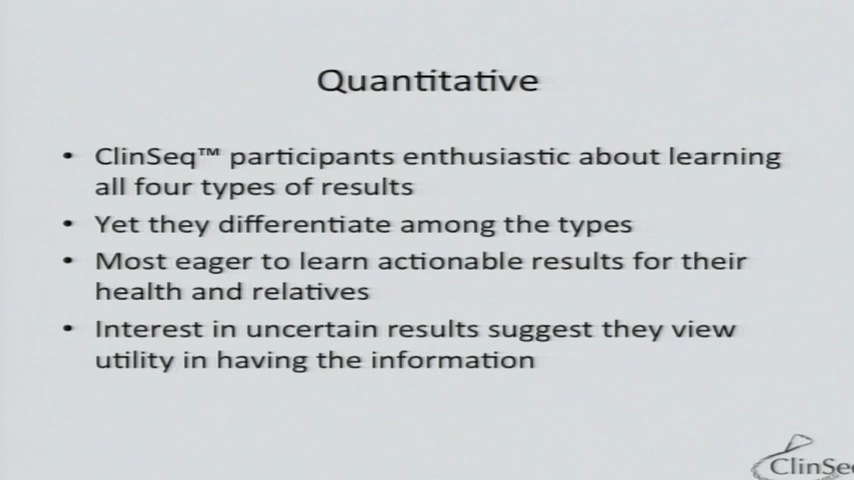 Quantitative
• ClinSeq™ participants enthusiastic about learning
all four types of results
• Yet they differentiate among the types
• Most eager to learn actionable results for their
health and relatives
• Interest in uncertain results suggest they view
utility in having the information
ClinSe